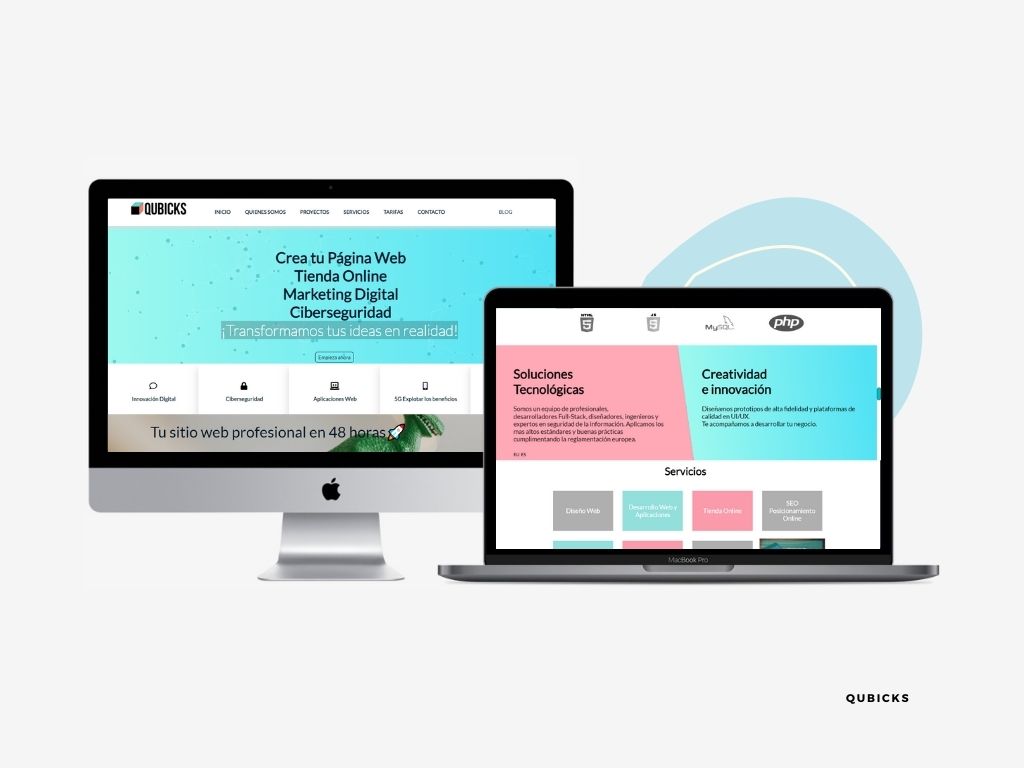 QUBICKS
INICIO QUIENES SOMOS PROYECTOS SERVICIOS TARIFAS CONTACTO BLOG
Crea tu Página Web
Tienda Online
Marketing Digital
Ciberseguridad
¡Transformamos tus ideas en realidad!
Empieza ahora
Innovación Digital
Ciberseguridad
Aplicaciones Web
5G Explotar los beneficios
Tu sitio web profesional en 48 horas🚀
HTML
5
JS
5
MySQL
php
Soluciones
Tecnológicas
Somos un equipo de profesionales,
desarrolladores Full-Stack, diseñadores, ingenieros y
expertos en seguridad de la información. Aplicamos los
mas altos estándares y buenas prácticas
cumplimentando la reglamentación europea.
EU ES
Creatividad
e innovación
Diseñamos prototipos de alta fidelidad y plataformas de
calidad en UI/UX.
Te acompañamos a desarrollar tu negocio.
Servicios
Diseño Web
Desarrollo Web y
Aplicaciones
Tienda Online
SEO
Posicionamiento
Online
MacBook Pro
QUBICKS